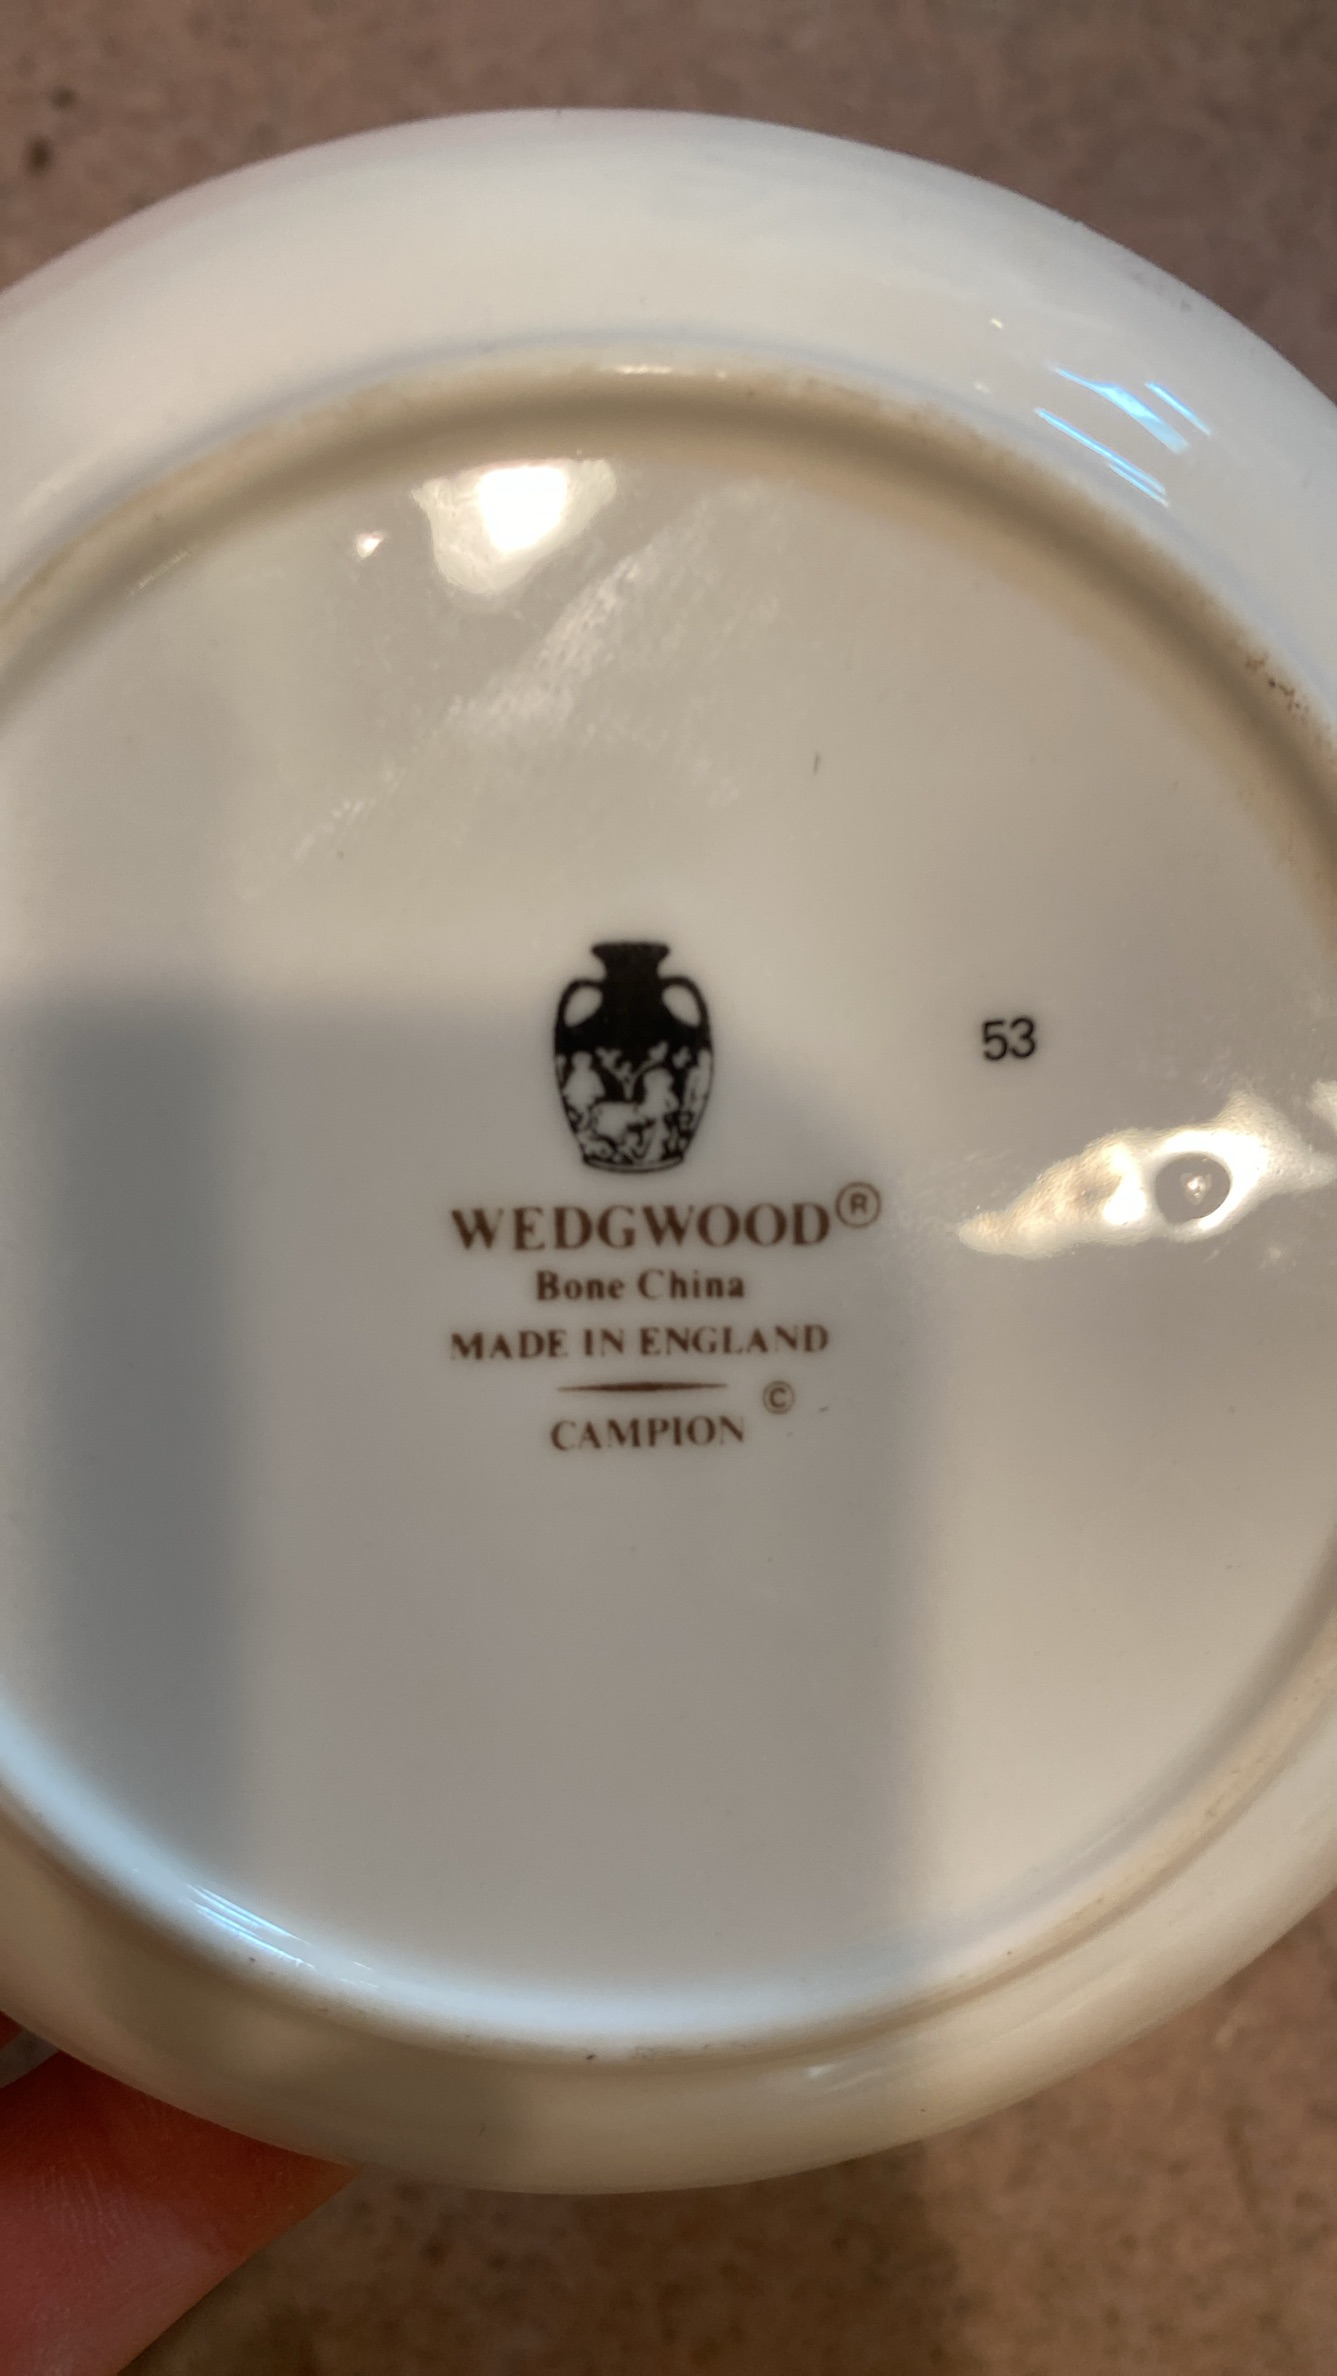 53
WEDGWOOD®
Bone China
MADE IN ENGLAND
©
CAMPION